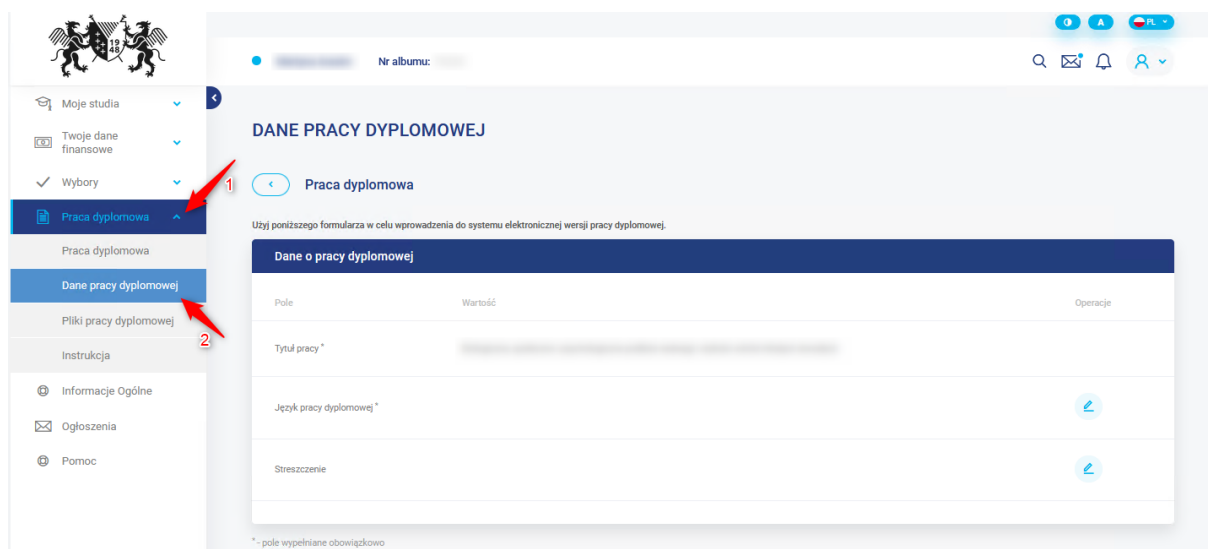 19
48
A
PL
Nr albumu:
Moje studia
Twoje dane
finansowe
Wybory
1
Praca dyplomowa
Praca dyplomowa
Dane pracy dyplomowej
2
Pliki pracy dyplomowej
Instrukcja
Informacje Ogólne
Ogłoszenia
Pomoc
DANE PRACY DYPLOMOWEJ
Praca dyplomowa
Użyj poniższego formularza w celu wprowadzenia do systemu elektronicznej wersji pracy dyplomowej.
Dane o pracy dyplomowej
Pole Wartość Operacje
Tytuł pracy *
Język pracy dyplomowej *
Streszczenie
* - pole wypełniane obowiązkowo